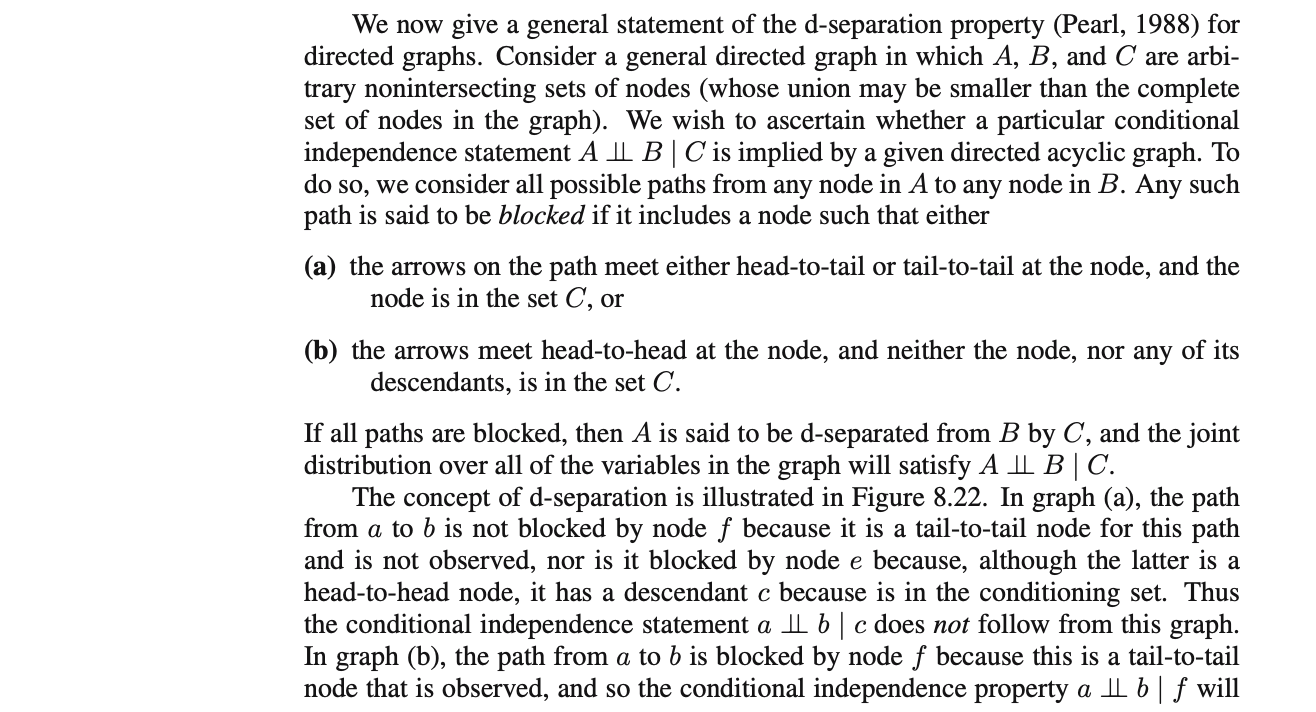 We now give a general statement of the d-separation property (Pearl, 1988) for
directed graphs. Consider a general directed graph in which A, B, and C are arbi-
trary nonintersecting sets of nodes (whose union may be smaller than the complete
set of nodes in the graph). We wish to ascertain whether a particular conditional
independence statement A ⫫ B | C is implied by a given directed acyclic graph. To
do so, we consider all possible paths from any node in A to any node in B. Any such
path is said to be blocked if it includes a node such that either
(a) the arrows on the path meet either head-to-tail or tail-to-tail at the node, and the
node is in the set C, or
(b) the arrows meet head-to-head at the node, and neither the node, nor any of its
descendants, is in the set C.
If all paths are blocked, then A is said to be d-separated from B by C, and the joint
distribution over all of the variables in the graph will satisfy A ⫫ B | C.
The concept of d-separation is illustrated in Figure 8.22. In graph (a), the path
from a to b is not blocked by node f because it is a tail-to-tail node for this path
and is not observed, nor is it blocked by node e because, although the latter is a
head-to-head node, it has a descendant c because is in the conditioning set. Thus
the conditional independence statement a ⫫ b | c does not follow from this graph.
In graph (b), the path from a to b is blocked by node f because this is a tail-to-tail
node that is observed, and so the conditional independence property a ⫫ b | f will